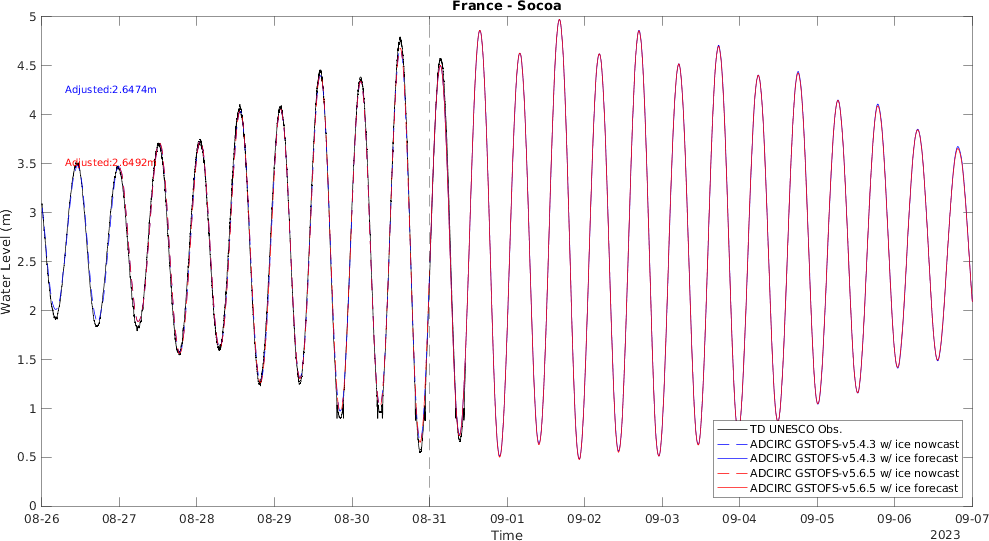 France - Socoa
5
4.5
4
3.5
3
2.5
2
1.5
1
0.5
0
Water Level (m)
Adjusted:2.6474m
Adjusted:2.6492m
TD UNESCO Obs.
ADCIRC GSTOFS-v5.4.3 w/ ice nowcast
ADCIRC GSTOFS-v5.4.3 w/ ice forecast
ADCIRC GSTOFS-v5.6.5 w/ ice nowcast
ADCIRC GSTOFS-v5.6.5 w/ ice forecast
08-26 08-27 08-28 08-29 08-30 08-31 09-01 09-02 09-03 09-04 09-05 09-06 09-07
Time
2023